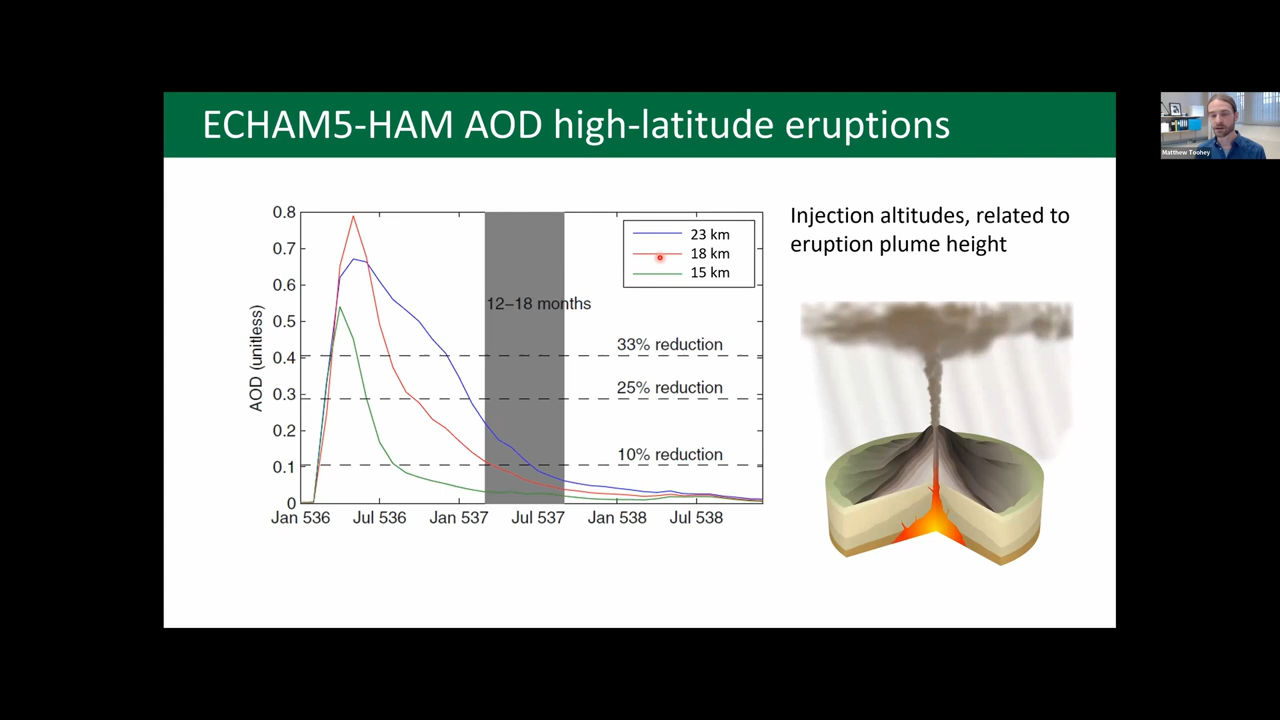 ECHAM5-HAM AOD high-latitude eruptions
Matthew Toohey
Injection altitudes, related to
eruption plume height
AOD (unitless)
0.8
0.7
0.6
0.5
0.4
0.3
0.2
0.1
0
23 km
18 km
15 km
12–18 months
33% reduction
25% reduction
10% reduction
Jan 536 Jul 536 Jan 537 Jul 537 Jan 538 Jul 538